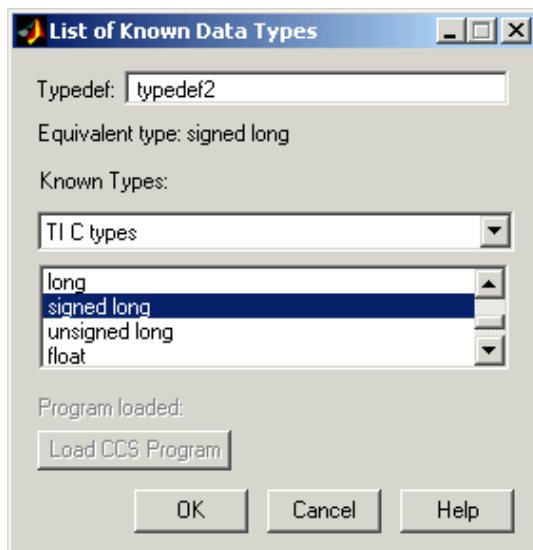 List of Known Data Types
Typedef: typedef2
Equivalent type: signed long
Known Types:
TI C types
long
signed long
unsigned long
float
Program loaded:
Load CCS Program
OK Cancel Help